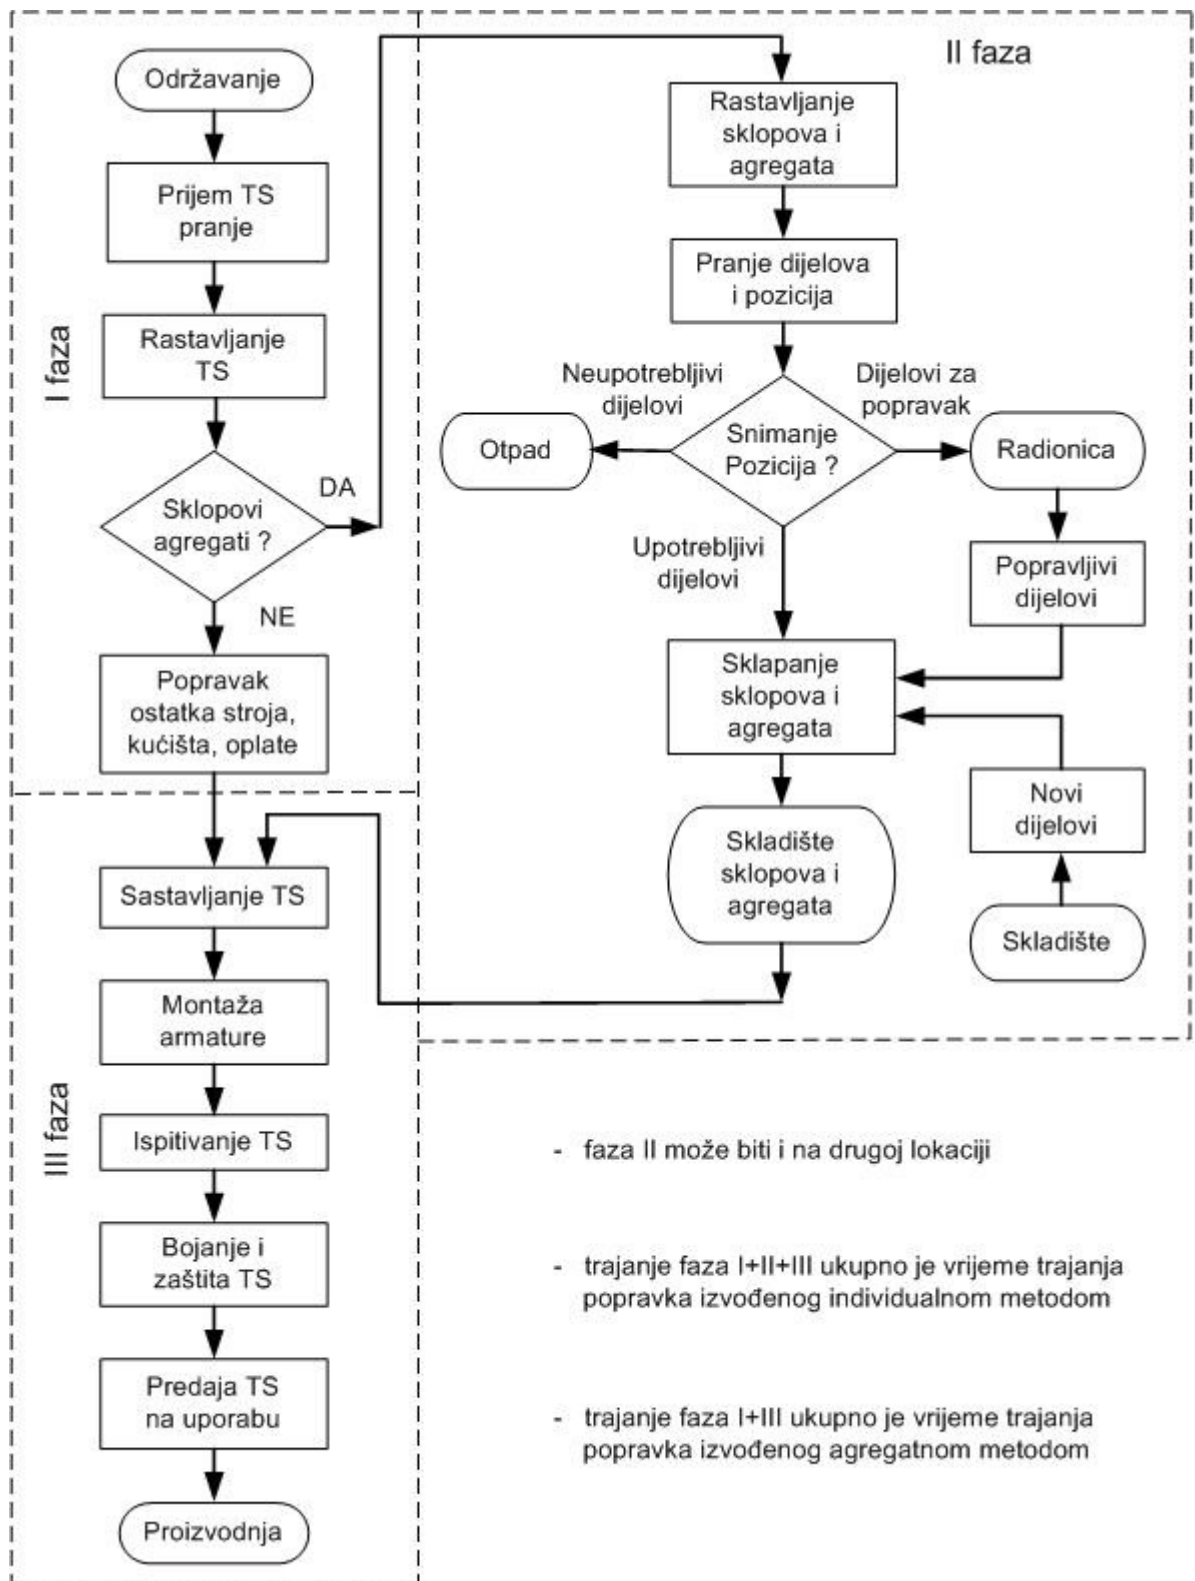 I faza
Održavanje
Prijem TS
pranje
Rastavljanje
TS
Sklopovi
agregati ?
DA
NE
Popravak
ostatka stroja,
kućišta, oplate
II faza
Rastavljanje
sklopova i
agregata
Pranje dijelova
i pozicija
Snimanje
Pozicija ?
Neupotrebljivi
dijelovi
Otpad
Dijelovi za
popravak
Radionica
Popravljivi
dijelovi
Upotrebljivi
dijelovi
Sklapanje
sklopova i
agregata
Novi
dijelovi
Skladište
Skladište
sklopova i
agregata
III faza
Sastavljanje TS
Montaža
armature
Ispitivanje TS
Bojanje i
zaštita TS
Predaja TS
na uporabu
Proizvodnja
- faza II može biti i na drugoj lokaciji
- trajanje faza I+II+III ukupno je vrijeme trajanja
popravka izvođenog individualnom metodom
- trajanje faza I+III ukupno je vrijeme trajanja
popravka izvođenog agregatnom metodom